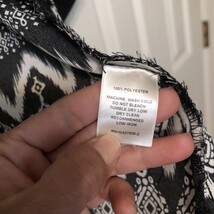 100% POLYESTER
MACHINE WASH COLD
DO NOT BLEACH
TUMBLE DRY LOW
DRY CLEAN
RECOMMENDED
LOW IRON